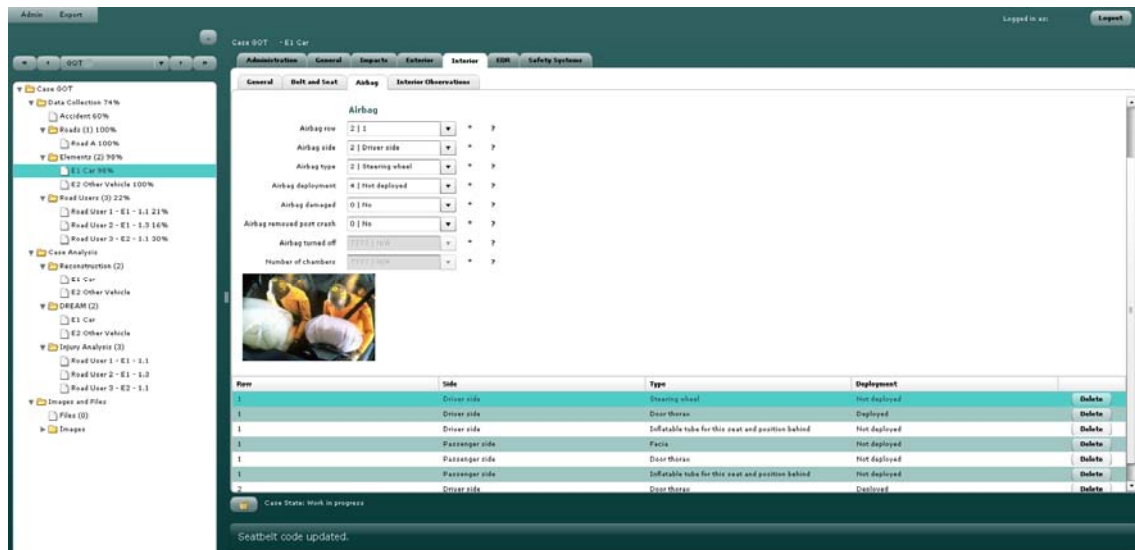 Admin Export
Logged in as:
Logout
Case GOT - E1 Car
GOT
Administration General Impacts Exterior Interior EDR Safety Systems
General Belt and Seat Airbag Interior Observations
Case GOT
Data Collection 74%
Accident 60%
Roads (1) 100%
Road A 100%
Elements (2) 98%
E1 Car 98%
E2 Other Vehicle 100%
Road Users (3) 22%
Road User 1 - E1 - 1.1 21%
Road User 2 - E1 - 1.3 16%
Road User 3 - E2 - 1.1 30%
Case Analysis
Reconstruction (2)
E1 Car
E2 Other Vehicle
DREAM (2)
E1 Car
E2 Other Vehicle
Injury Analysis (3)
Road User 1 - E1 - 1.1
Road User 2 - E1 - 1.3
Road User 3 - E2 - 1.1
Images and Files
Files (0)
Images
Airbag
Airbag row 2 | 1 * ?
Airbag side 2 | Driver side * ?
Airbag type 2 | Steering wheel * ?
Airbag deployment 4 | Not deployed * ?
Airbag damaged 0 | No * ?
Airbag removed post crash 0 | No * ?
Airbag turned off 7777 | N/A * ?
Number of chambers 7777 | N/A * ?
Row Side Type Deployment
1 Driver side Steering wheel Not deployed Delete
1 Driver side Door thorax Deployed Delete
1 Driver side Inflatable tube for this seat and position behind Not deployed Delete
1 Passenger side Facia Not deployed Delete
1 Passenger side Door thorax Not deployed Delete
1 Passenger side Inflatable tube for this seat and position behind Not deployed Delete
2 Driver side Door thorax Deployed Delete
Case State: Work in progress
Seatbelt code updated.